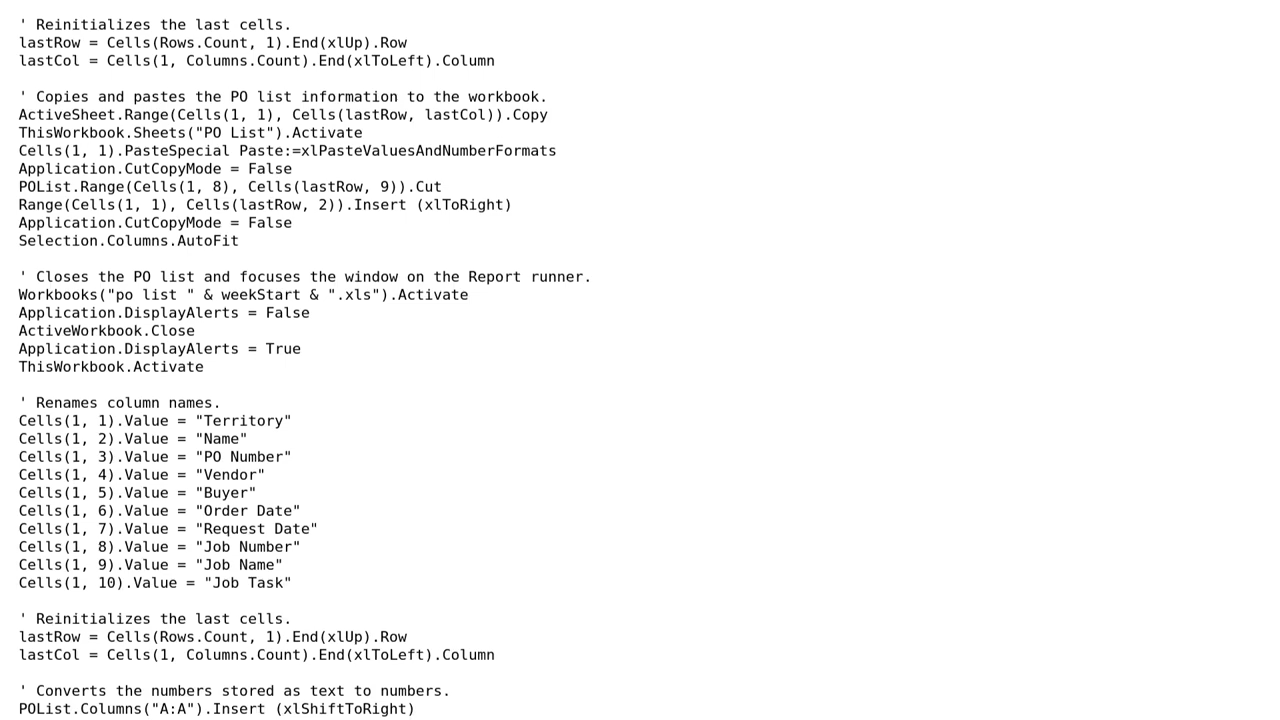 ' Reinitializes the last cells.
lastRow = Cells(Rows.Count, 1).End(xlUp).Row
lastCol = Cells(1, Columns.Count).End(xlToLeft).Column

' Copies and pastes the PO list information to the workbook.
ActiveSheet.Range(Cells(1, 1), Cells(lastRow, lastCol)).Copy
ThisWorkbook.Sheets("PO List").Activate
Cells(1, 1).PasteSpecial Paste:=xlPasteValuesAndNumberFormats
Application.CutCopyMode = False
POList.Range(Cells(1, 8), Cells(lastRow, 9)).Cut
Range(Cells(1, 1), Cells(lastRow, 2)).Insert (xlToRight)
Application.CutCopyMode = False
Selection.Columns.AutoFit

' Closes the PO list and focuses the window on the Report runner.
Workbooks("po list " & weekStart & ".xls").Activate
Application.DisplayAlerts = False
ActiveWorkbook.Close
Application.DisplayAlerts = True
ThisWorkbook.Activate

' Renames column names.
Cells(1, 1).Value = "Territory"
Cells(1, 2).Value = "Name"
Cells(1, 3).Value = "PO Number"
Cells(1, 4).Value = "Vendor"
Cells(1, 5).Value = "Buyer"
Cells(1, 6).Value = "Order Date"
Cells(1, 7).Value = "Request Date"
Cells(1, 8).Value = "Job Number"
Cells(1, 9).Value = "Job Name"
Cells(1, 10).Value = "Job Task"

' Reinitializes the last cells.
lastRow = Cells(Rows.Count, 1).End(xlUp).Row
lastCol = Cells(1, Columns.Count).End(xlToLeft).Column

' Converts the numbers stored as text to numbers.
POList.Columns("A:A").Insert (xlShiftToRight)